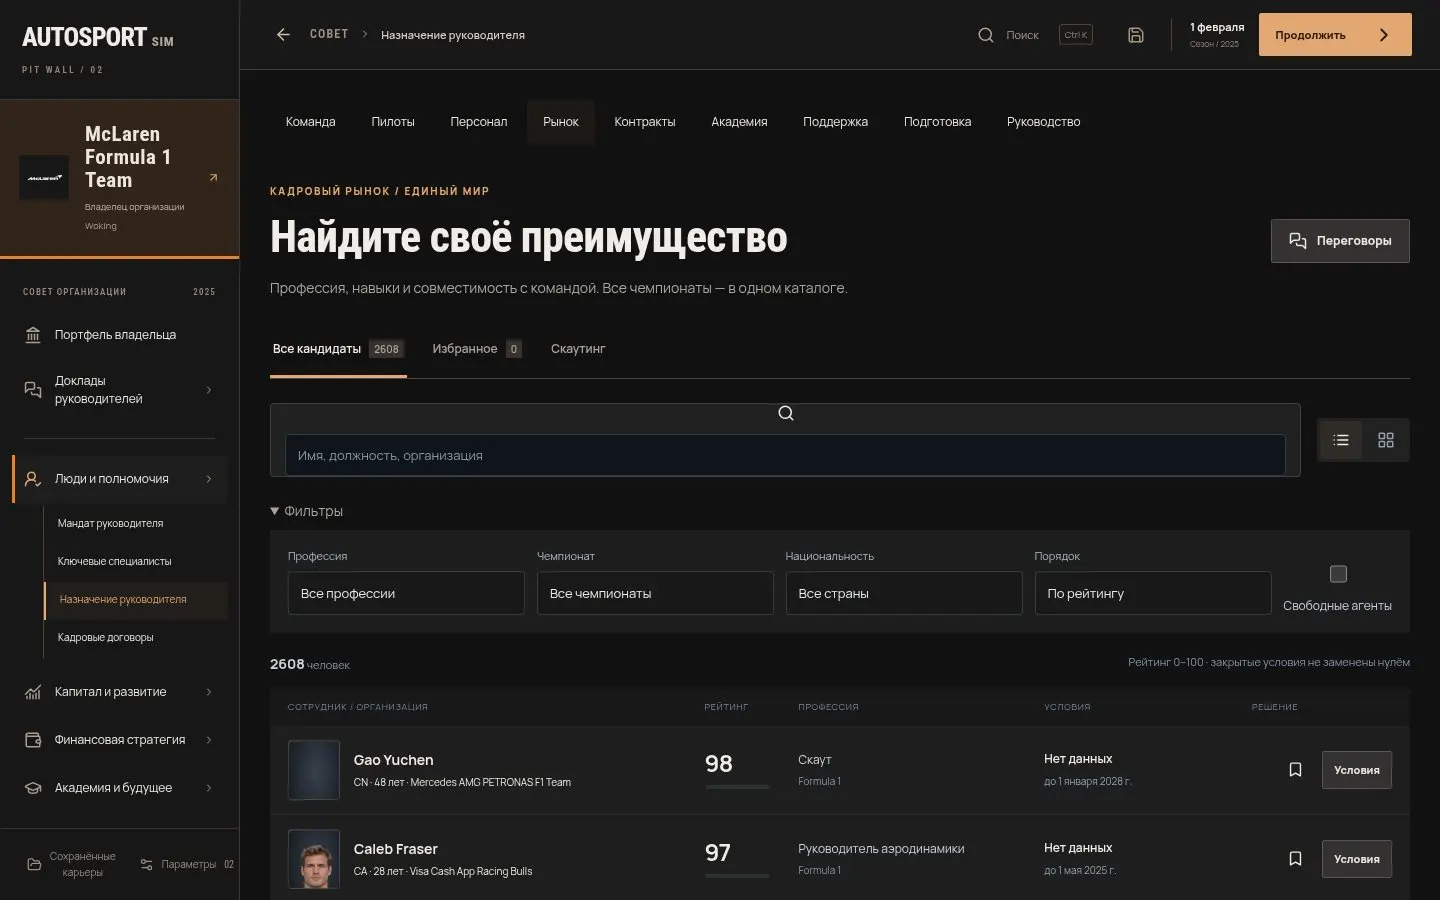 AUTOSPORT SIM
PIT WALL / 02
СОВЕТ
Назначение руководителя
Поиск
Ctrl K
1 февраля
Сезон / 2025
Продолжить
McLaren
Formula 1
Team
Владелец организации
Woking
СОВЕТ ОРГАНИЗАЦИИ 2025
Портфель владельца
Доклады
руководителей
Люди и полномочия
Мандат руководителя
Ключевые специалисты
Назначение руководителя
Кадровые договоры
Капитал и развитие
Финансовая стратегия
Академия и будущее
Сохранённые
карьеры
Параметры 02
Команда Пилоты Персонал Рынок Контракты Академия Поддержка Подготовка Руководство
КАДРОВЫЙ РЫНОК / ЕДИНЫЙ МИР
Найдите своё преимущество
Переговоры
Профессия, навыки и совместимость с командой. Все чемпионаты — в одном каталоге.
Все кандидаты 2608 Избранное 0 Скаутинг
Имя, должность, организация
▼ Фильтры
Профессия Чемпионат Национальность Порядок
Все профессии Все чемпионаты Все страны По рейтингу
Свободные агенты
2608 человек
Рейтинг 0–100 · закрытые условия не заменены нулём
СОТРУДНИК / ОРГАНИЗАЦИЯ РЕЙТИНГ ПРОФЕССИЯ УСЛОВИЯ РЕШЕНИЕ
Gao Yuchen 98 Скаут Нет данных Условия
CN · 48 лет · Mercedes AMG PETRONAS F1 Team Formula 1 до 1 января 2028 г.
Caleb Fraser 97 Руководитель аэродинамики Нет данных Условия
CA · 28 лет · Visa Cash App Racing Bulls Formula 1 до 1 мая 2025 г.